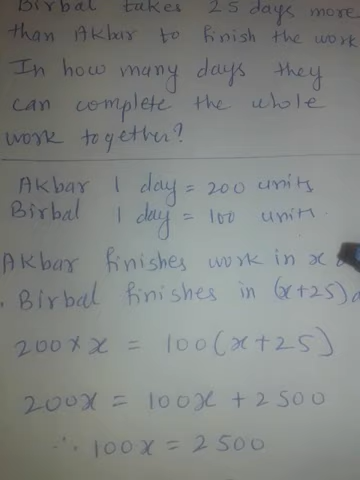 Birbal takes 25 days more
than Akbar to finish the work
In how many days they
can complete the whole
work together?
Akbar 1 day = 200 units
Birbal 1 day = 100 units.
Akbar finishes work in x
. Birbal finishes in (x+25)
200 × x = 100(x+25)
200x = 100x + 2500
∴ 100x = 2500